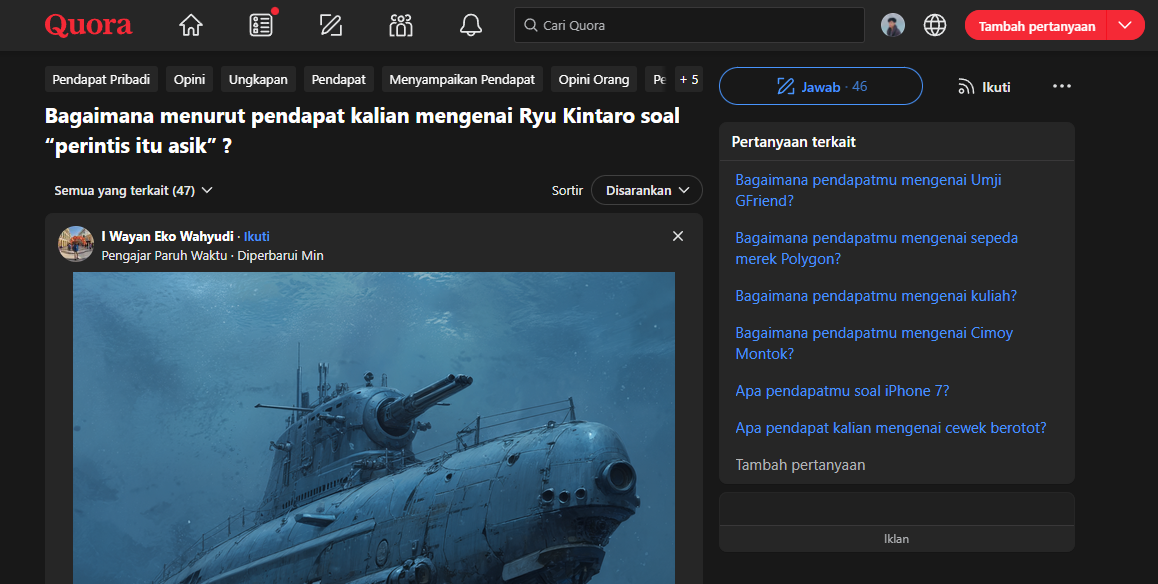 Quora
Cari Quora
Tambah pertanyaan
Pendapat Pribadi
Opini
Ungkapan
Pendapat
Menyampaikan Pendapat
Opini Orang
Pe
+ 5
Bagaimana menurut pendapat kalian mengenai Ryu Kintaro soal
“perintis itu asik” ?
Semua yang terkait (47)
Sortir
Disarankan
I Wayan Eko Wahyudi · Ikuti
Pengajar Paruh Waktu · Diperbarui Min
Jawab · 46
Ikuti
Pertanyaan terkait
Bagaimana pendapatmu mengenai Umji
GFriend?
Bagaimana pendapatmu mengenai sepeda
merek Polygon?
Bagaimana pendapatmu mengenai kuliah?
Bagaimana pendapatmu mengenai Cimoy
Montok?
Apa pendapatmu soal iPhone 7?
Apa pendapat kalian mengenai cewek berotot?
Tambah pertanyaan
Iklan